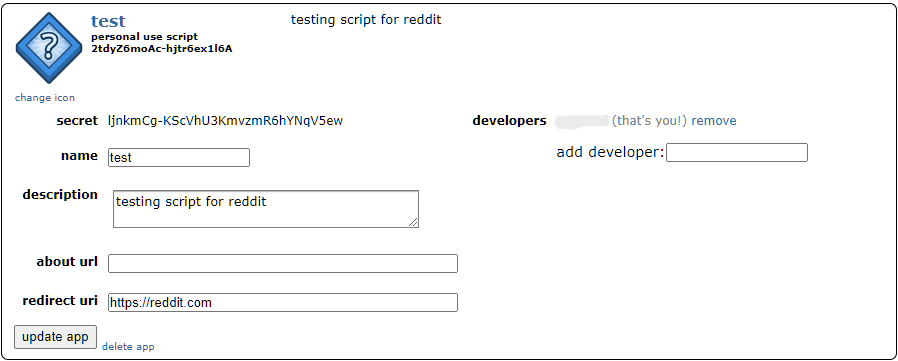 test
testing script for reddit
personal use script
2tdyZ6moAc-hjtr6ex1l6A
change icon
secret ljnkmCg-KScVhU3KmvzmR6hYNqV5ew
developers (that's you!) remove
name test
add developer:
description testing script for reddit
about url
redirect uri https://reddit.com
update app delete app